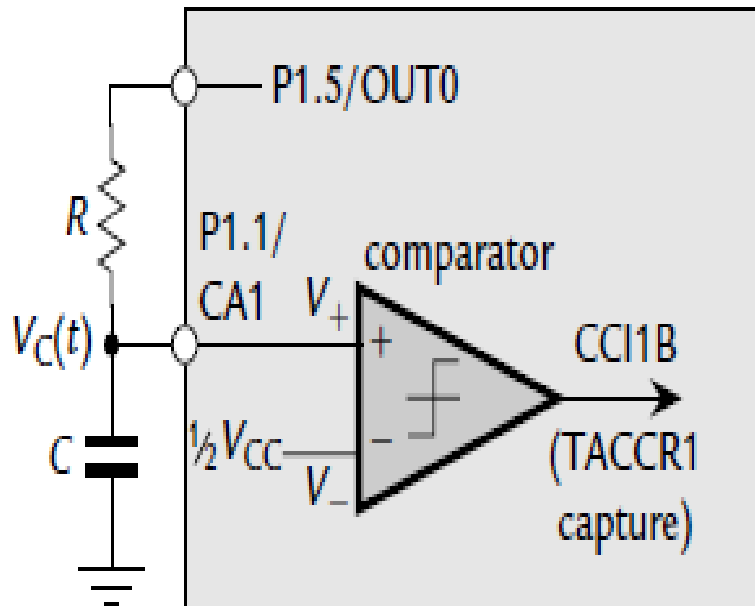 P1.5/OUT0
R
P1.1/
CA1
comparator
V+
+
VC(t)
CCI1B
C
½VCC
−
V−
(TACCR1
capture)